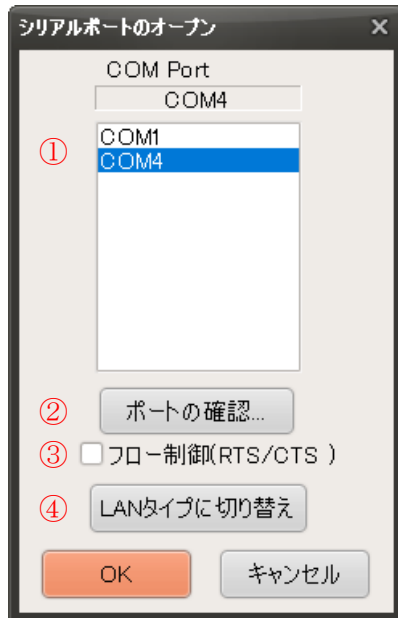 シリアルポートのオープン ×
COM Port
COM4
① COM1
COM4
② ポートの確認...
③ フロー制御(RTS/CTS )
④ LANタイプに切り替え
OK キャンセル